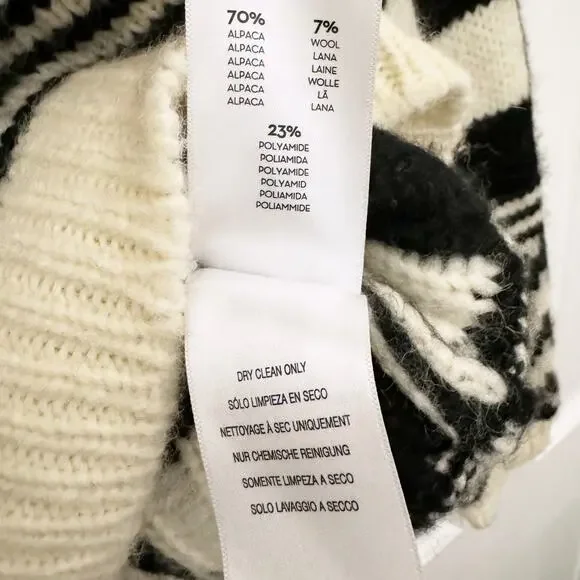 70%
ALPACA
ALPACA
ALPACA
ALPACA
ALPACA
ALPACA
7%
WOOL
LANA
LAINE
WOLLE
LÃ
LANA
23%
POLYAMIDE
POLIAMIDA
POLYAMIDE
POLYAMID
POLIAMIDA
POLIAMMIDE
DRY CLEAN ONLY
SÓLO LIMPIEZA EN SECO
NETTOYAGE À SEC UNIQUEMENT
NUR CHEMISCHE REINIGUNG
SOMENTE LIMPEZA A SECO
SOLO LAVAGGIO A SECCO